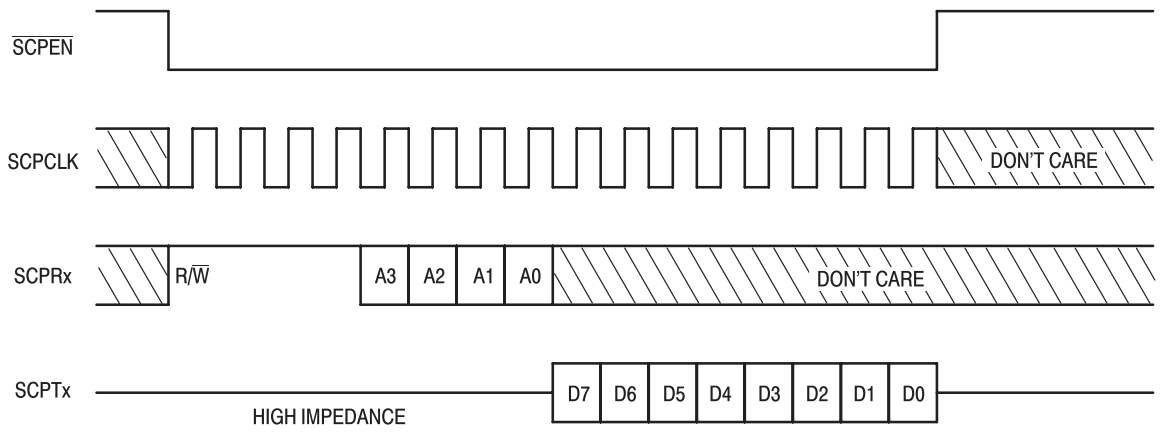 SCPEN
SCPCLK
DON'T CARE
SCPRx
R/W
A3 A2 A1 A0
DON'T CARE
SCPTx
HIGH IMPEDANCE
D7 D6 D5 D4 D3 D2 D1 D0